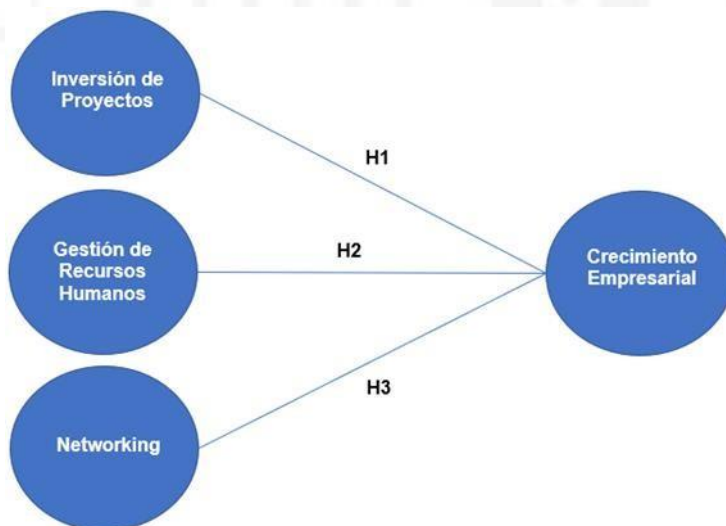 Inversión de
Proyectos
H1
Gestión de
Recursos
Humanos
H2
Crecimiento
Empresarial
H3
Networking